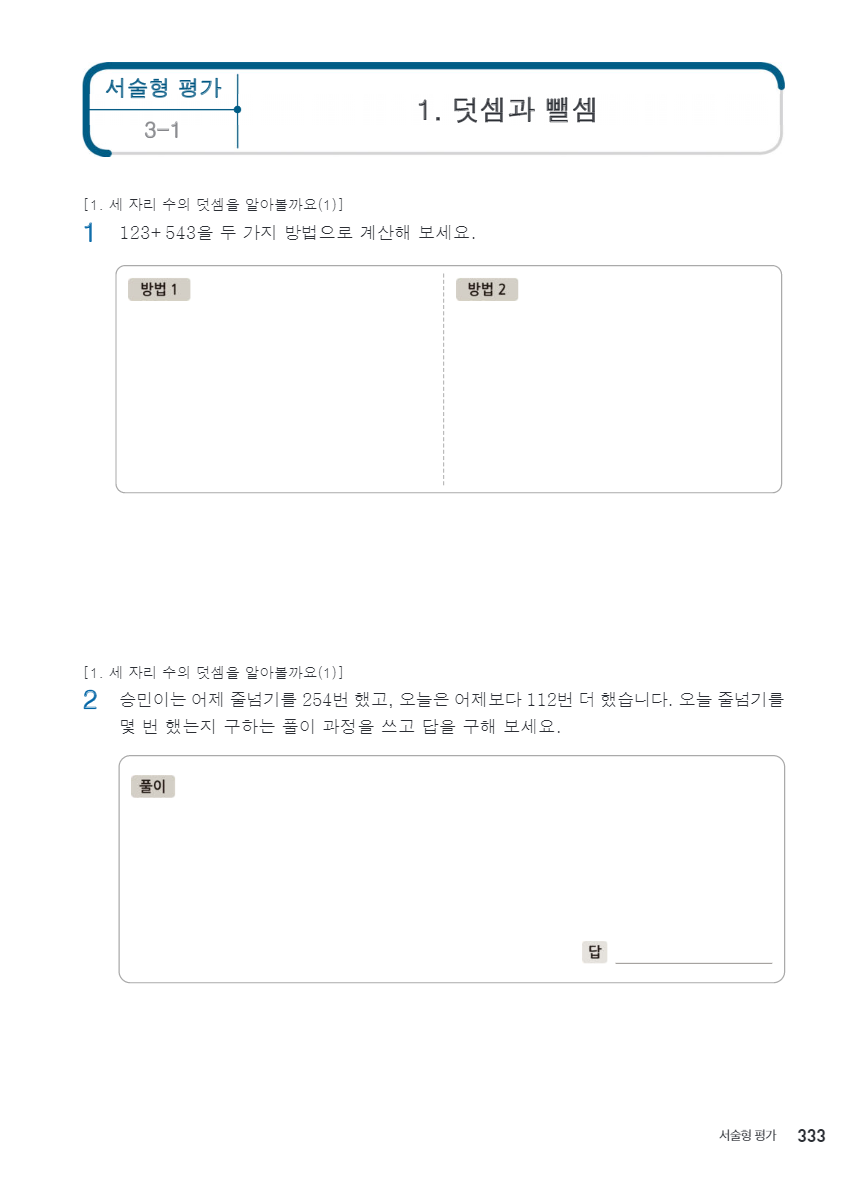 서술형 평가
3-1
1. 덧셈과 뺄셈
[1. 세 자리 수의 덧셈을 알아볼까요(1)]
1 123+543을 두 가지 방법으로 계산해 보세요.
방법 1
방법 2
[1. 세 자리 수의 덧셈을 알아볼까요(1)]
2 승민이는 어제 줄넘기를 254번 했고, 오늘은 어제보다 112번 더 했습니다. 오늘 줄넘기를
몇 번 했는지 구하는 풀이 과정을 쓰고 답을 구해 보세요.
풀이
답
서술형 평가 333